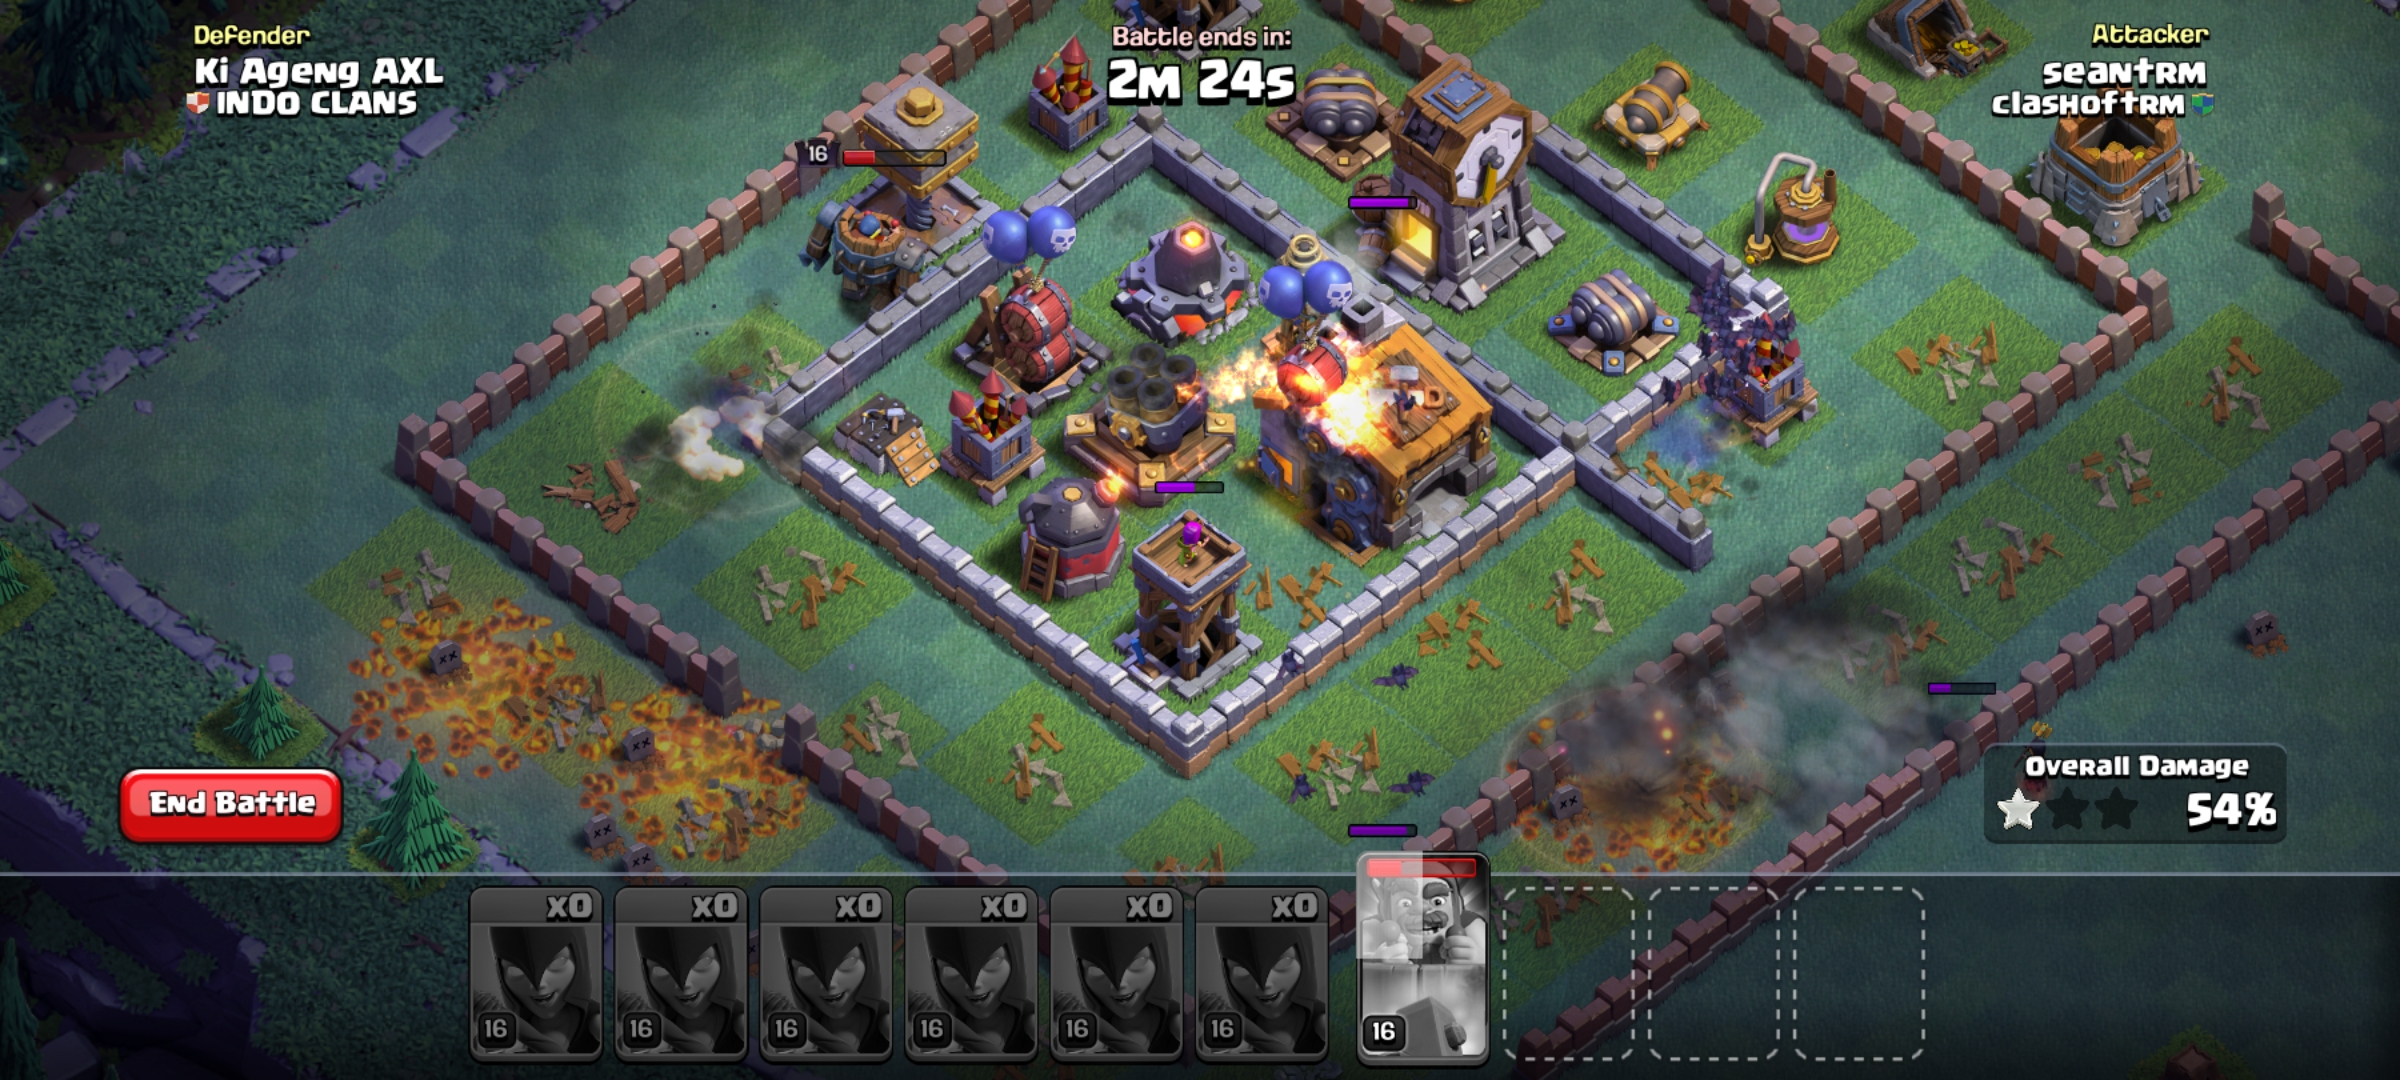 Defender
Ki Ageng AXL
INDO CLANS
Battle ends in:
2M 24s
Attacker
seantRM
clashoftRM
16
End Battle
Overall Damage
54%
x0
x0
x0
x0
x0
x0
16
16
16
16
16
16
16